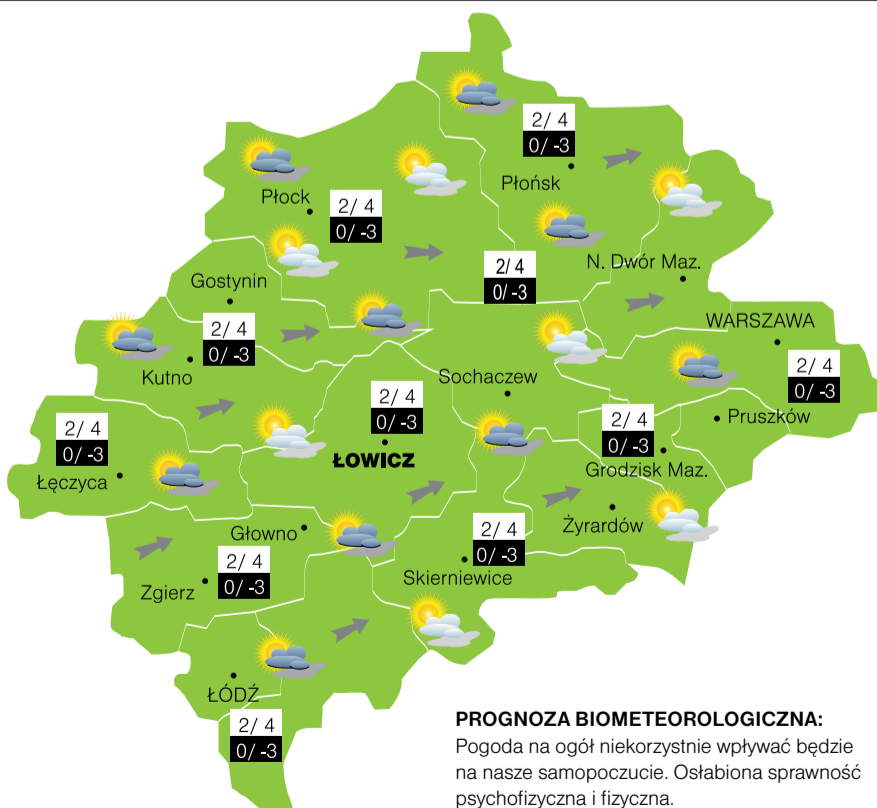 2/ 4
0/ -3
Płońsk
Płock
2/ 4
0/ -3
2/ 4
0/ -3
N. Dwór Maz.
Gostynin
2/ 4
0/ -3
Kutno
WARSZAWA
2/ 4
0/ -3
Sochaczew
2/ 4
0/ -3
ŁOWICZ
2/ 4
0/ -3
Pruszków
Grodzisk Maz.
2/ 4
0/ -3
Łęczyca
Żyrardów
Głowno
2/ 4
0/ -3
Skierniewice
2/ 4
0/ -3
Zgierz
ŁÓDŹ
2/ 4
0/ -3
PROGNOZA BIOMETEOROLOGICZNA:
Pogoda na ogół niekorzystnie wpływać będzie
na nasze samopoczucie. Osłabiona sprawność
psychofizyczna i fizyczna.